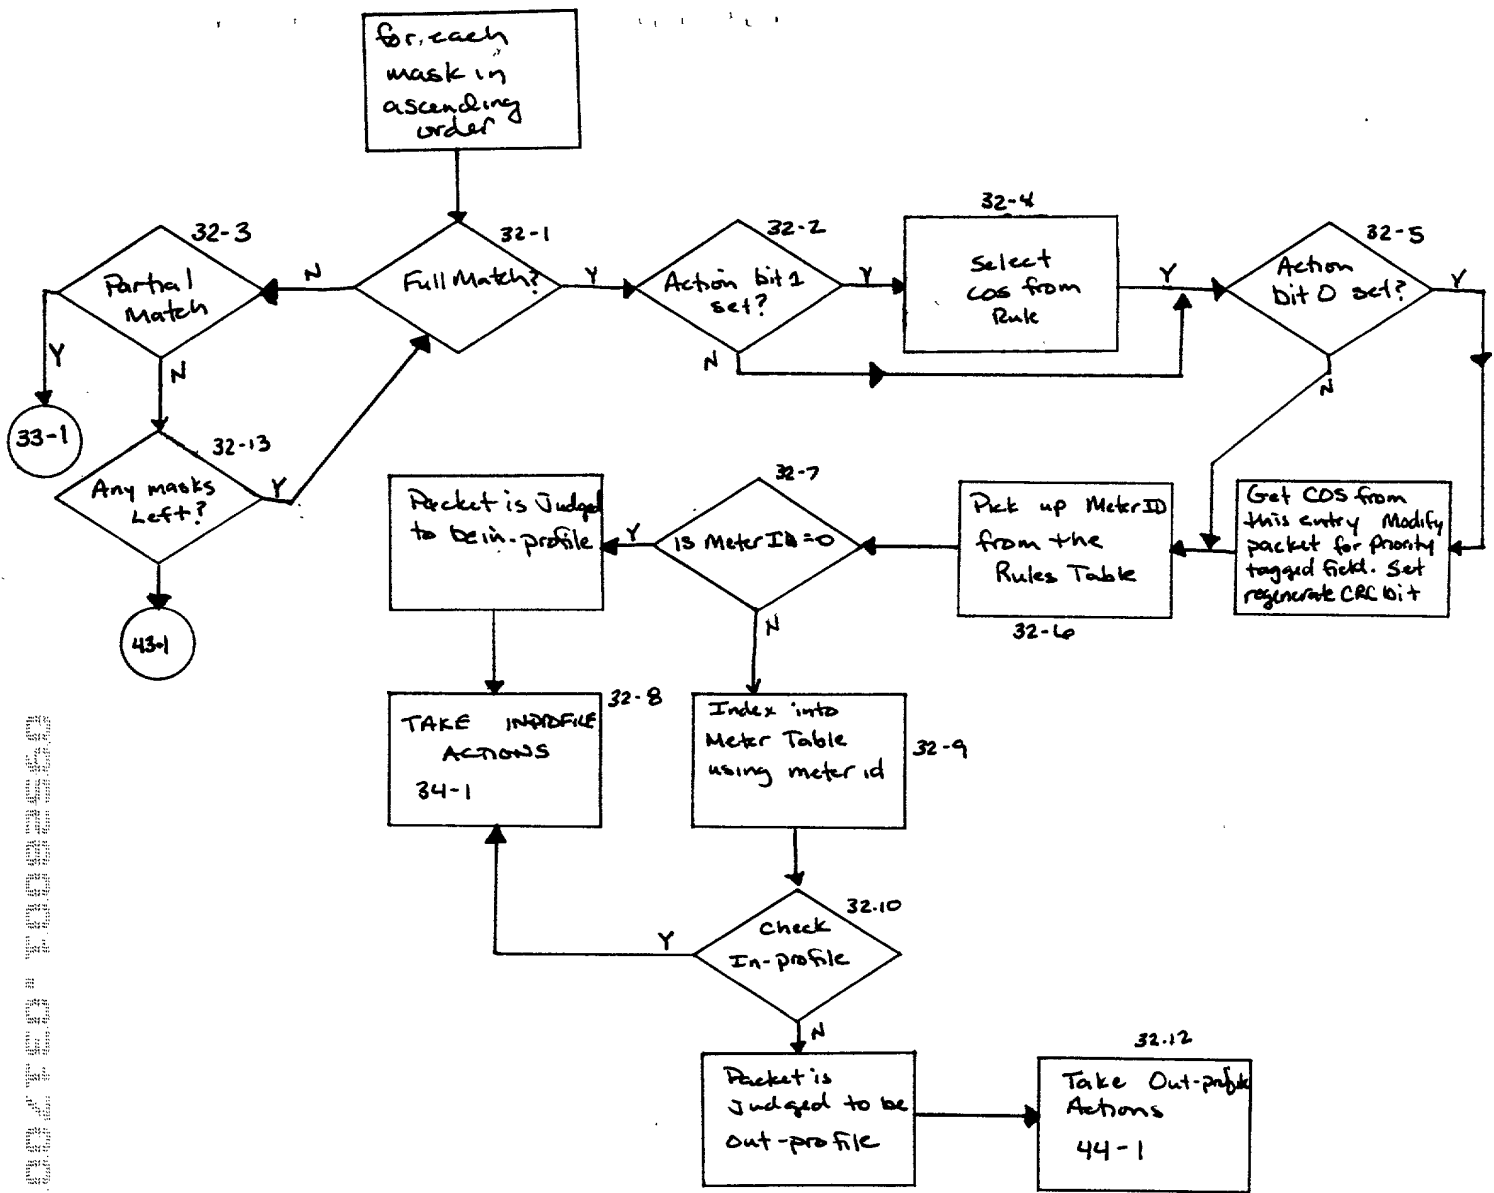 for each
mask in
ascending
order
32-3
Partial
Match
N
32-1
Full Match?
Y
32-2
Action bit 1
set?
Y
N
32-4
Select
COS from
Rule
Y
32-5
Action
bit 0 set?
Y
N
Y
33-1
N
32-13
Any masks
Left?
Y
43-1
Packet is Judged
to be in-profile
Y
32-7
is Meter ID=0
N
Pick up Meter ID
from the
Rules Table
32-6
Get COS from
this entry Modify
packet for Priority
tagged field. Set
regenerate CRC bit
TAKE INPROFILE
ACTIONS
34-1
32-8
Index into
Meter Table
using meter id
32-9
32.10
Check
In-profile
Y
N
Packet is
Judged to be
out-profile
32.12
Take Out-profile
Actions
44-1
09528001.031700